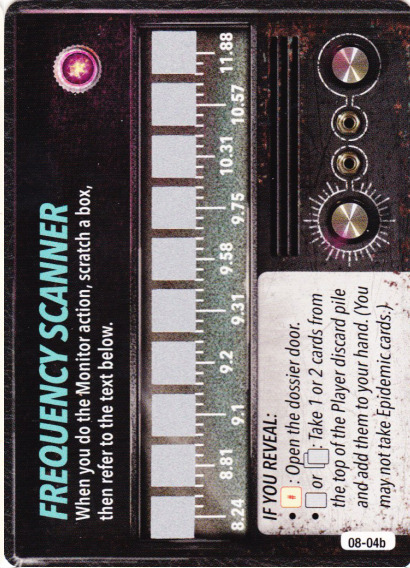 FREQUENCY SCANNER
When you do the Monitor action, scratch a box,
then refer to the text below.
8.24 8.81 9.1 9.2 9.31 9.58 9.75 10.31 10.57 11.88
IF YOU REVEAL:
• #: Open the dossier door.
• or : Take 1 or 2 cards from
the top of the Player discard pile
and add them to your hand. (You
may not take Epidemic cards.)
08-04b